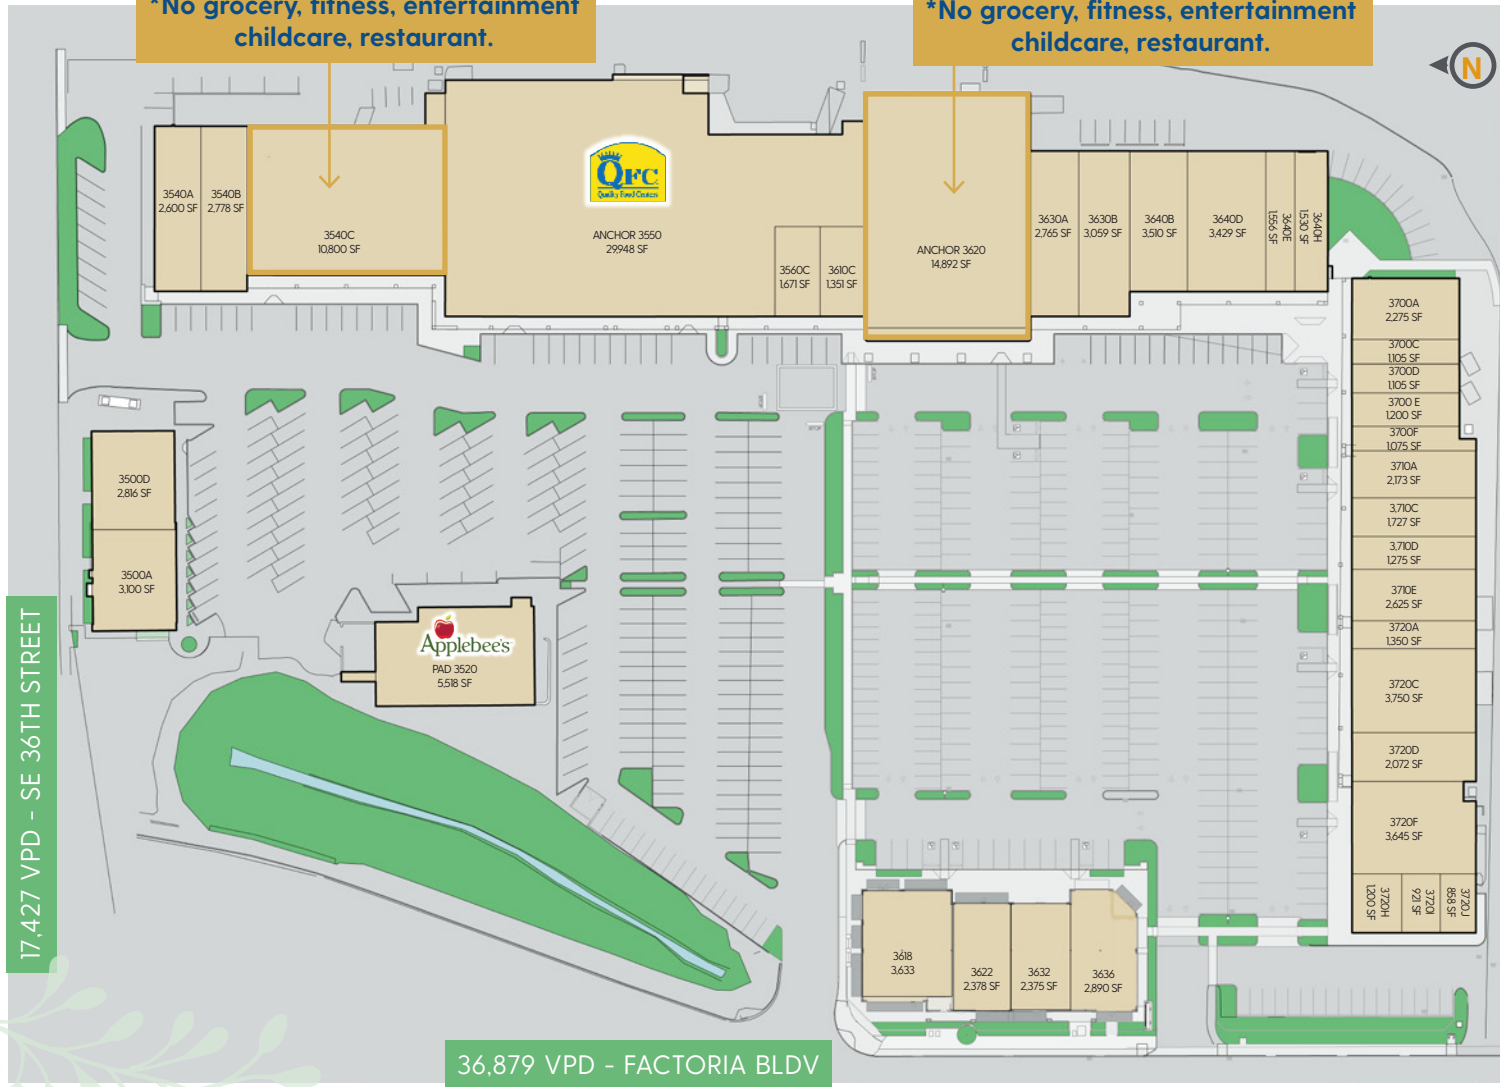 *No grocery, fitness, entertainment
childcare, restaurant.
*No grocery, fitness, entertainment
childcare, restaurant.
N
3540A
2,600 SF
3540B
2,778 SF
3540C
10,800 SF
QFC
Quality Food Centers
ANCHOR 3550
29,948 SF
3560C
1,671 SF
3610C
1,351 SF
ANCHOR 3620
14,892 SF
3630A
2,765 SF
3630B
3,059 SF
3640B
3,510 SF
3640D
3,429 SF
3640E
1,556 SF
3640H
1,530 SF
3700A
2,275 SF
3700C
1,105 SF
3700D
1,105 SF
3700 E
1,200 SF
3700F
1,075 SF
3710A
2,173 SF
3,710C
1,727 SF
3,710D
1,275 SF
3710E
2,625 SF
3720A
1,350 SF
3720C
3,750 SF
3720D
2,072 SF
3720F
3,645 SF
3720H
1,200 SF
3720I
921 SF
3720J
858 SF
3500D
2,816 SF
3500A
3,100 SF
Applebee's
PAD 3520
5,518 SF
3618
3,633
3622
2,378 SF
3632
2,375 SF
3636
2,890 SF
17,427 VPD - SE 36TH STREET
36,879 VPD - FACTORIA BLDV